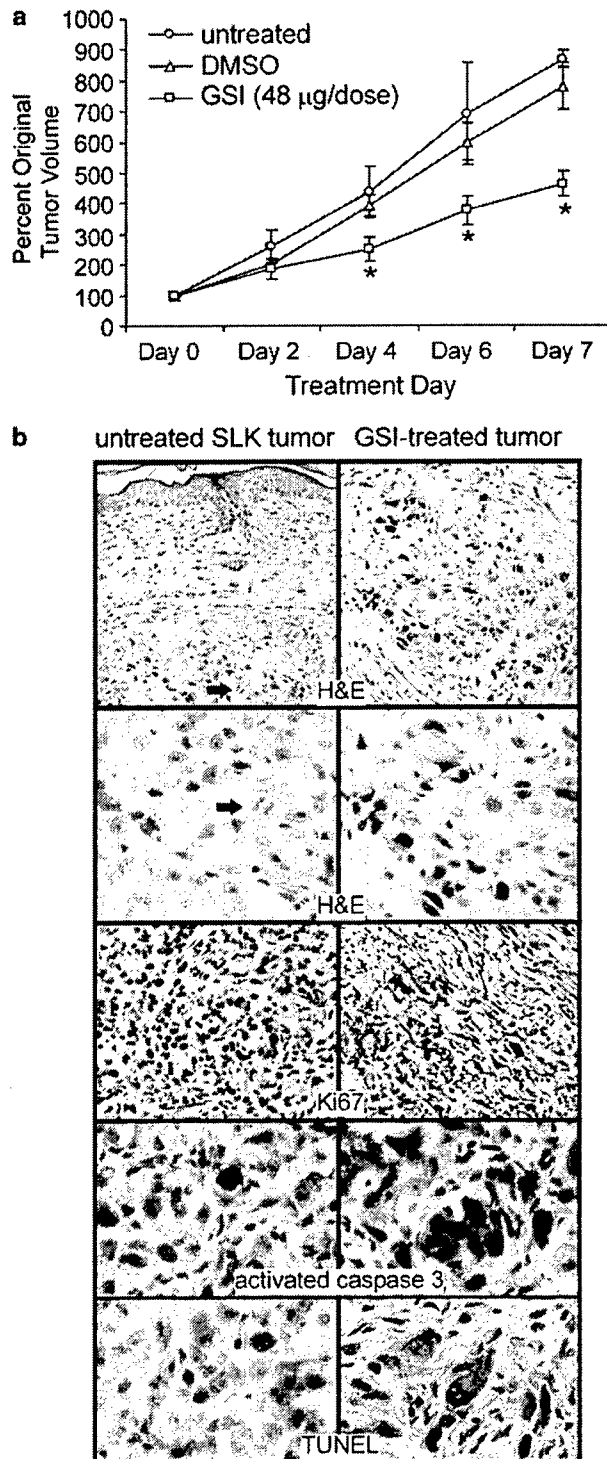 a
1000
900
800
700
600
500
400
300
200
100
0
Percent Original
Tumor Volume
untreated
DMSO
GSI (48 μg/dose)
*
*
*
Day 0 Day 2 Day 4 Day 6 Day 7
Treatment Day
b
untreated SLK tumor GSI-treated tumor
H&E
H&E
Ki67
activated caspase 3
TUNEL